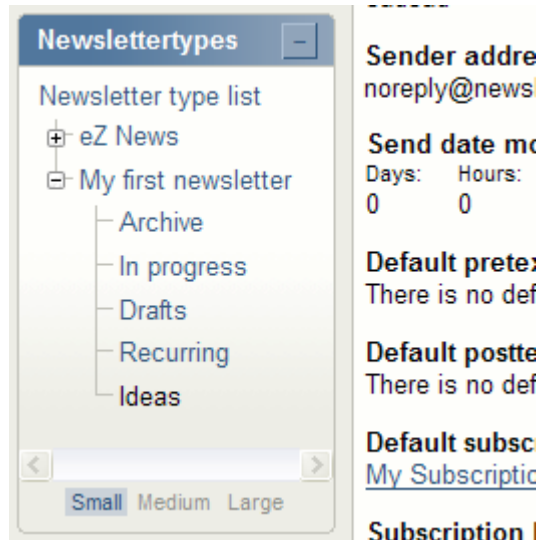 Newslettertypes
Newsletter type list
eZ News
My first newsletter
Archive
In progress
Drafts
Recurring
Ideas
Small Medium Large
Sender addre
noreply@news
Send date mo
Days: Hours:
0 0
Default pretex
There is no def
Default postte
There is no def
Default subsc
My Subscriptio
Subscription